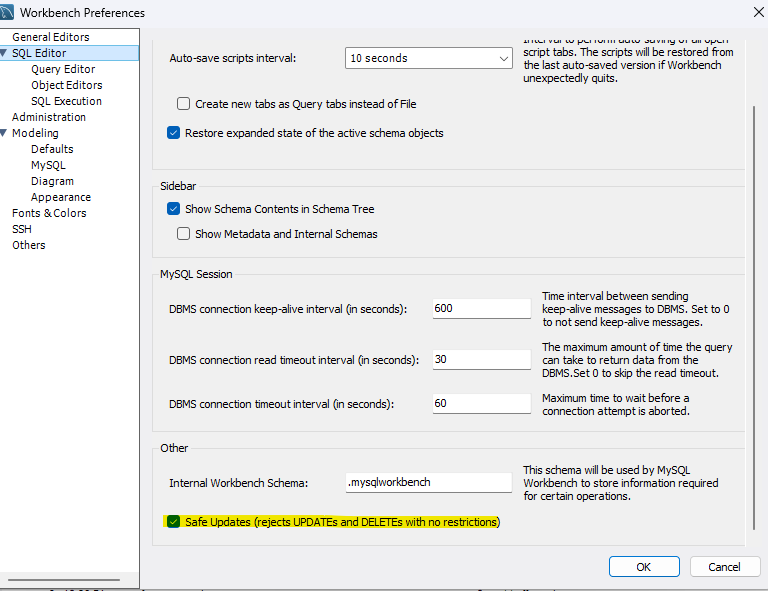 Workbench Preferences
General Editors
SQL Editor
Query Editor
Object Editors
SQL Execution
Administration
Modeling
Defaults
MySQL
Diagram
Appearance
Fonts & Colors
SSH
Others
Interval to perform auto-saving of all open
Auto-save scripts interval:
10 seconds
script tabs. The scripts will be restored from
the last auto-saved version if Workbench
unexpectedly quits.
Create new tabs as Query tabs instead of File
Restore expanded state of the active schema objects
Sidebar
Show Schema Contents in Schema Tree
Show Metadata and Internal Schemas
MySQL Session
DBMS connection keep-alive interval (in seconds):
600
Time interval between sending
keep-alive messages to DBMS. Set to 0
to not send keep-alive messages.
DBMS connection read timeout interval (in seconds):
30
The maximum amount of time the query
can take to return data from the
DBMS.Set 0 to skip the read timeout.
DBMS connection timeout interval (in seconds):
60
Maximum time to wait before a
connection attempt is aborted.
Other
Internal Workbench Schema:
.mysqlworkbench
This schema will be used by MySQL
Workbench to store information required
for certain operations.
Safe Updates (rejects UPDATEs and DELETEs with no restrictions)
OK
Cancel